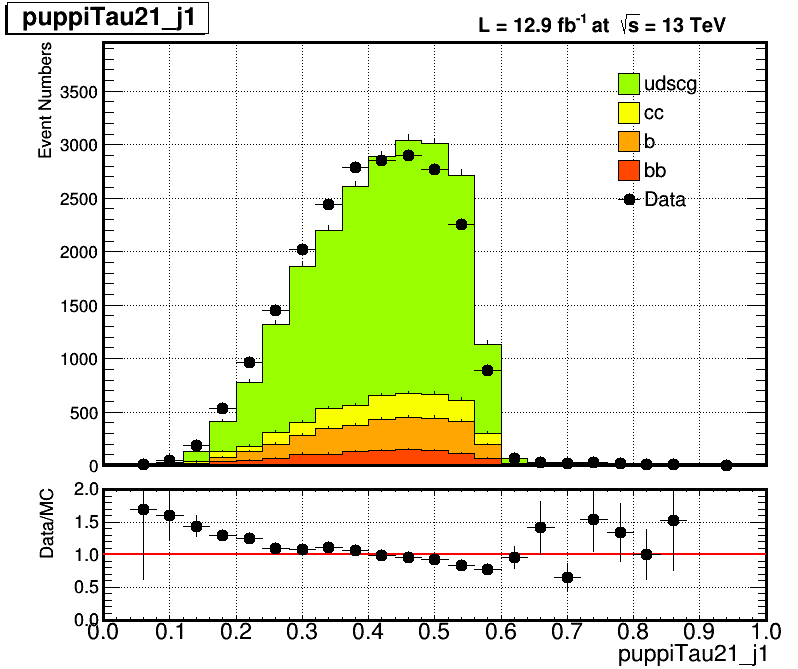 puppiTau21_j1
L = 12.9 fb⁻¹ at √s = 13 TeV
Event Numbers
3500
3000
2500
2000
1500
1000
500
0
udscg
cc
b
bb
Data
Data/MC
2.0
1.5
1.0
0.5
0.0
0.0 0.1 0.2 0.3 0.4 0.5 0.6 0.7 0.8 0.9 1.0
puppiTau21_j1